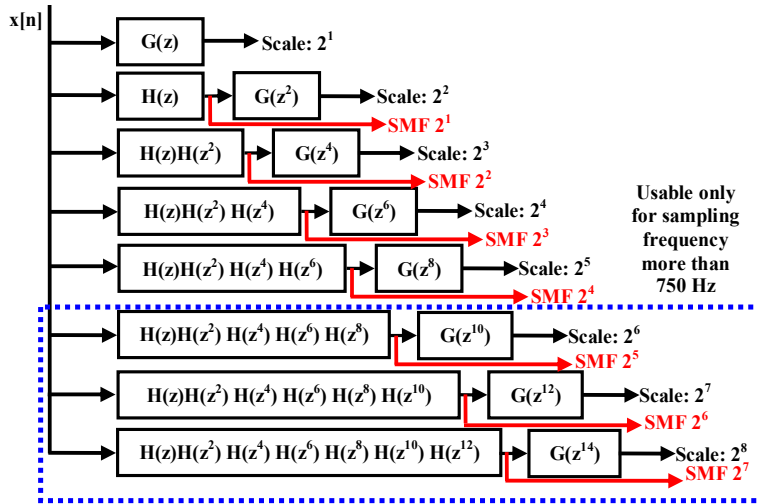 x[n]
G(z) Scale: 2¹
H(z) G(z²) Scale: 2²
SMF 2¹
H(z)H(z²) G(z⁴) Scale: 2³
SMF 2²
H(z)H(z²) H(z⁴) G(z⁶) Scale: 2⁴
SMF 2³
H(z)H(z²) H(z⁴) H(z⁶) G(z⁸) Scale: 2⁵
SMF 2⁴
Usable only
for sampling
frequency
more than
750 Hz
H(z)H(z²) H(z⁴) H(z⁶) H(z⁸) G(z¹⁰) Scale: 2⁶
SMF 2⁵
H(z)H(z²) H(z⁴) H(z⁶) H(z⁸) H(z¹⁰) G(z¹²) Scale: 2⁷
SMF 2⁶
H(z)H(z²) H(z⁴) H(z⁶) H(z⁸) H(z¹⁰) H(z¹²) G(z¹⁴) Scale: 2⁸
SMF 2⁷